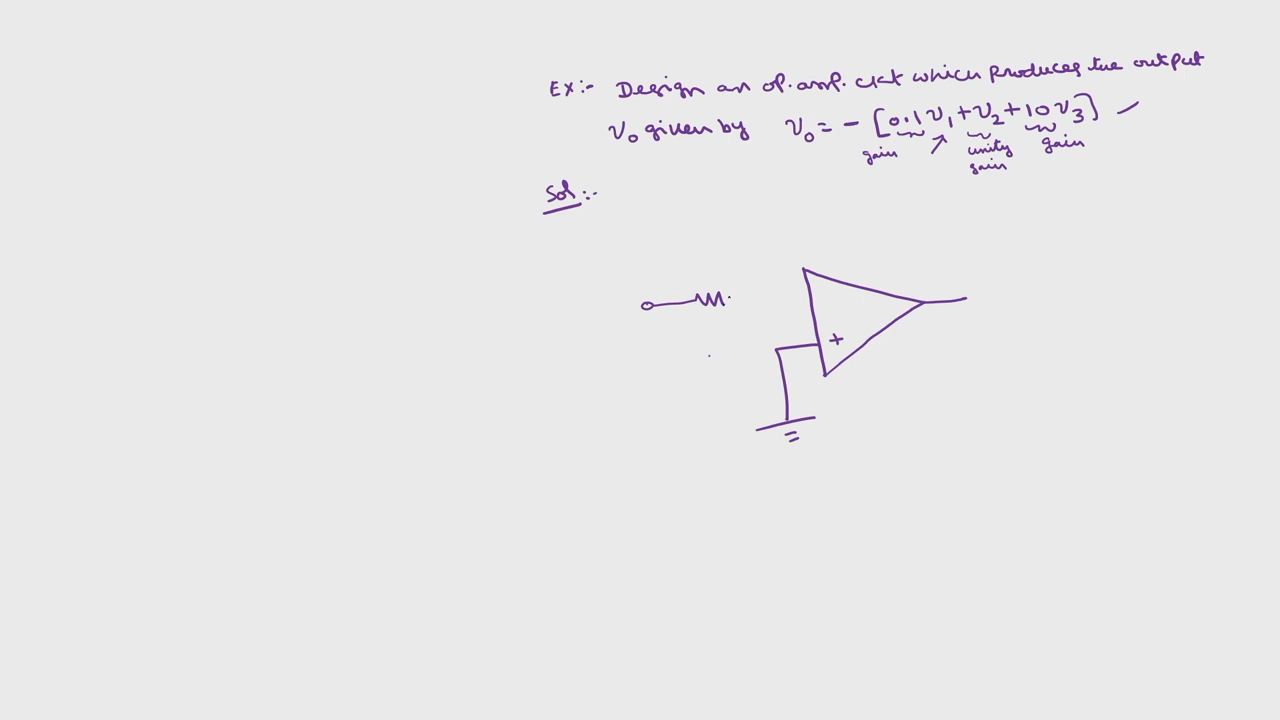 Ex:- Design an op.amp. ckt which produces the output
v₀ given by v₀ = - [0.1v₁+v₂+10v₃]
gain unity gain
gain
Sol:-
+